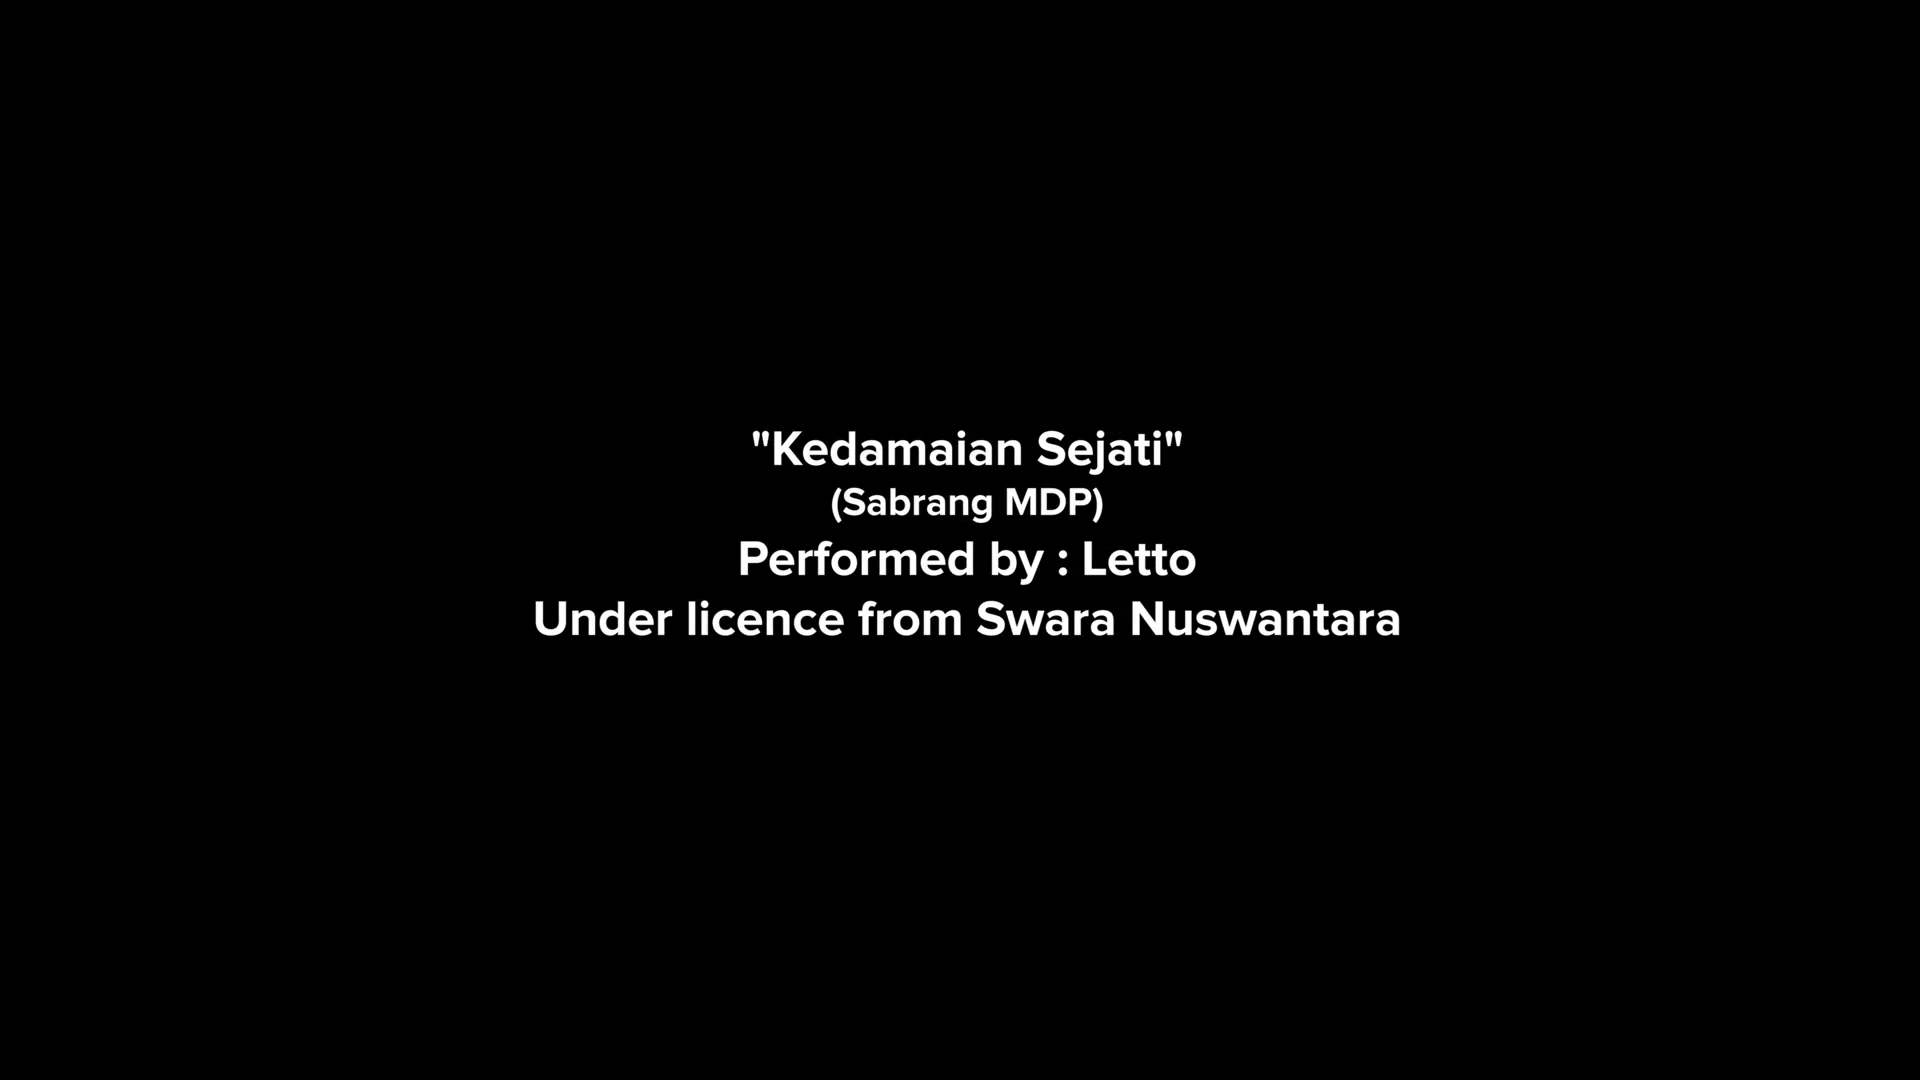 "Kedamaian Sejati"
(Sabrang MDP)
Performed by : Letto
Under licence from Swara Nuswantara